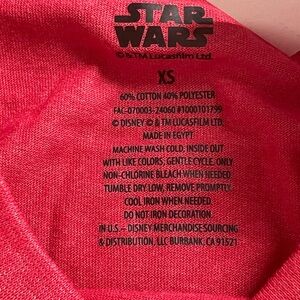 STAR
WARS
© & TM Lucasfilm Ltd.
XS
60% COTTON 40% POLYESTER
FAC-070003-24060 #1000101799
© DISNEY © & TM LUCASFILM LTD.
MADE IN EGYPT
MACHINE WASH COLD, INSIDE OUT
WITH LIKE COLORS, GENTLE CYCLE. ONLY
NON-CHLORINE BLEACH WHEN NEEDED
TUMBLE DRY LOW, REMOVE PROMPTLY.
COOL IRON WHEN NEEDED.
DO NOT IRON DECORATION.
IN U.S. – DISNEY MERCHANDISE SOURCING
& DISTRIBUTION, LLC BURBANK, CA 91521